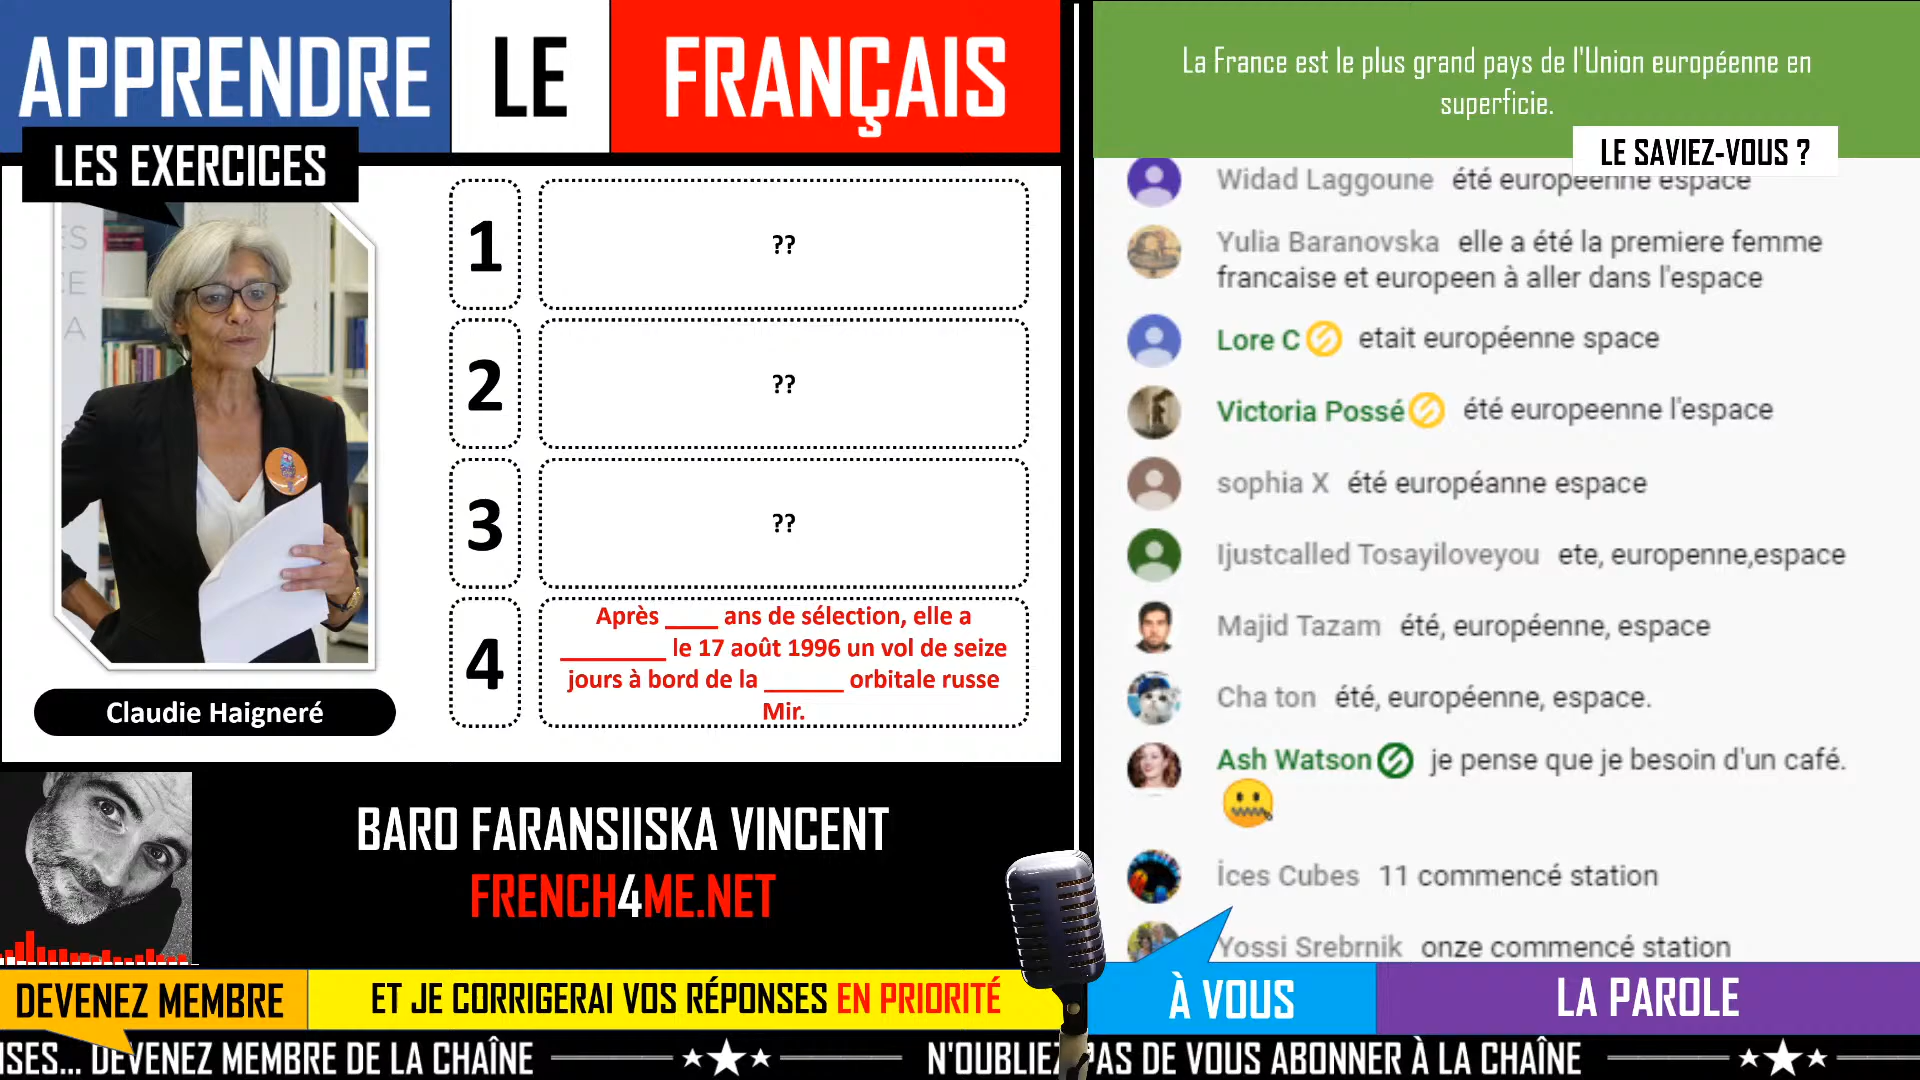 APPRENDRE LE FRANÇAIS
LES EXERCICES
Claudie Haigneré
1
??
2
??
3
??
4
Après ____ ans de sélection, elle a
________ le 17 août 1996 un vol de seize
jours à bord de la ______ orbitale russe
Mir.
BARO FARANSIISKA VINCENT
FRENCH4ME.NET
DEVENEZ MEMBRE
ET JE CORRIGERAI VOS RÉPONSES EN PRIORITÉ
La France est le plus grand pays de l'Union européenne en
superficie.
LE SAVIEZ-VOUS ?
Widad Laggoune été europeenne espace
Yulia Baranovska elle a été la premiere femme
francaise et europeen à aller dans l'espace
Lore C etait européenne space
Victoria Possé été europeenne l'espace
sophia X été européanne espace
Ijustcalled Tosayiloveyou ete, europenne,espace
Majid Tazam été, européenne, espace
Cha ton été, européenne, espace.
Ash Watson je pense que je besoin d'un café.
İces Cubes 11 commencé station
Yossi Srebrnik onze commencé station
À VOUS
LA PAROLE
ISES... DEVENEZ MEMBRE DE LA CHAÎNE
N'OUBLIEZ PAS DE VOUS ABONNER À LA CHAÎNE